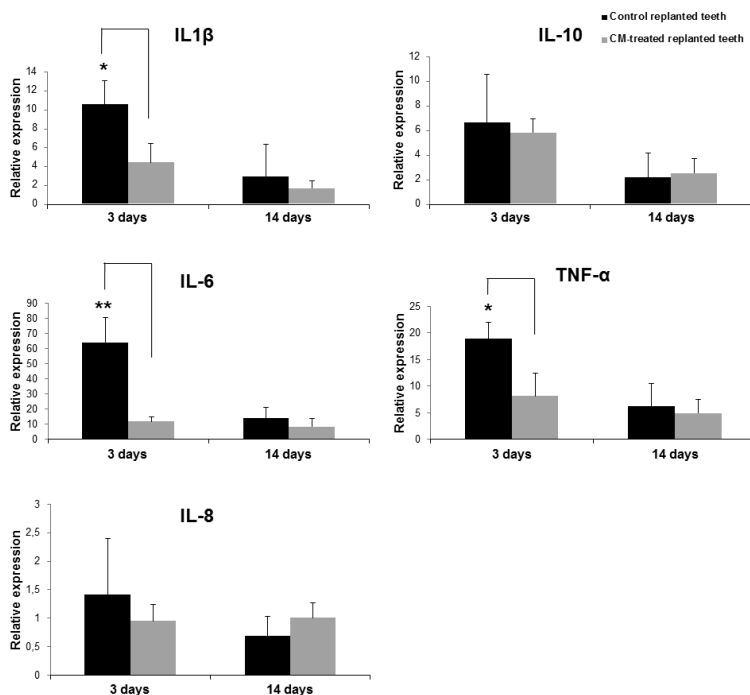 IL1β
*
Relative expression
14
12
10
8
6
4
2
0
3 days
14 days
IL-10
Control replanted teeth
CM-treated replanted teeth
Relative expression
12
10
8
6
4
2
0
3 days
14 days
IL-6
**
Relative expression
90
80
70
60
50
40
30
20
10
0
3 days
14 days
TNF-α
*
Relative expression
25
20
15
10
5
0
3 days
14 days
IL-8
Relative expression
3
2,5
2
1,5
1
0,5
0
3 days
14 days